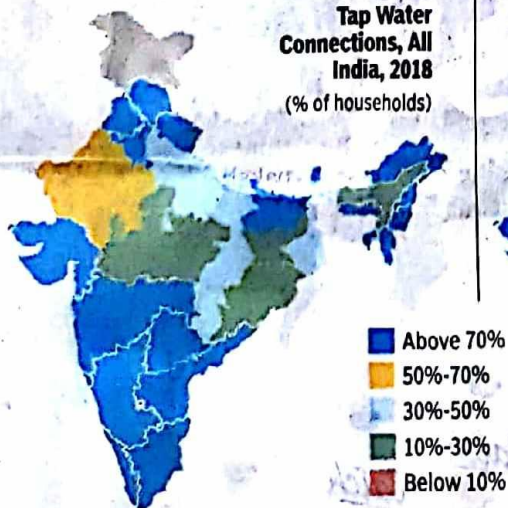 Tap Water
Connections, All
India, 2018
(% of households)
Above 70%
50%-70%
30%-50%
10%-30%
Below 10%